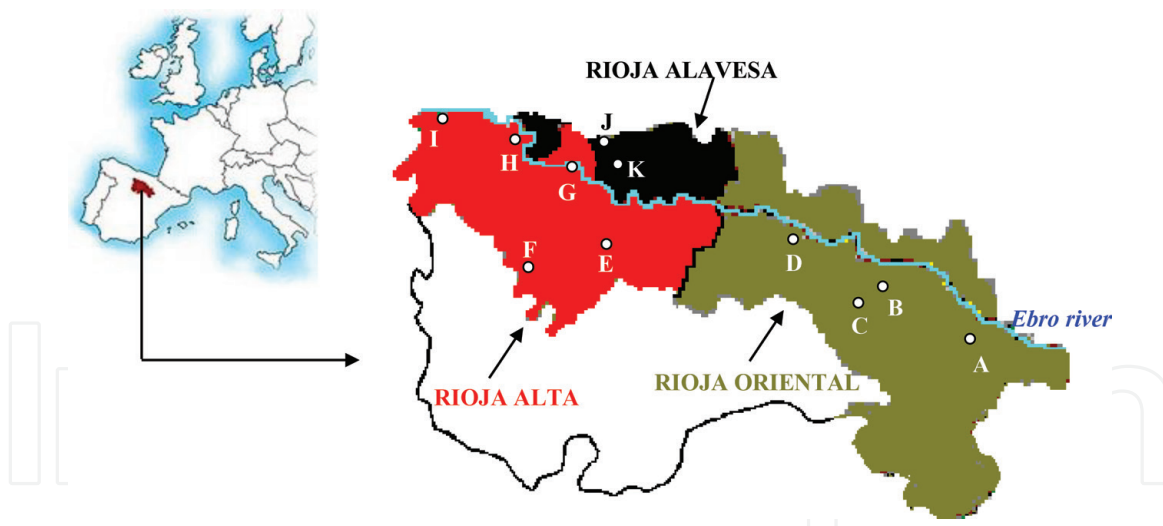 RIOJA ALAVESA
I
H
J
K
G
F
E
D
B
C
A
Ebro river
RIOJA ALTA
RIOJA ORIENTAL